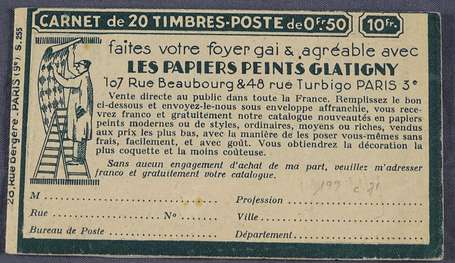 CARNET de 20 TIMBRES-POSTE de 0fr.50
10Fr.
faites votre foyer gai & agréable avec
LES PAPIERS PEINTS GLATIGNY
107 Rue Beaubourg & 48 rue Turbigo PARIS 3e
Vente directe au public dans toute la France. Remplissez le bon
ci-dessous et envoyez-le-nous sous enveloppe affranchie, vous rece-
vrez franco et gratuitement notre catalogue nouveautés en papiers
peints modernes ou de styles, ordinaires, moyens ou riches, vendus
aux prix les plus bas, avec la manière de les poser vous-mêmes sans
frais, facilement, et avec goût. Vous obtiendrez la décoration la
plus coquette et la moins coûteuse.
Sans aucun engagement d'achat de ma part, veuillez m'adresser
franco et gratuitement votre catalogue.
M
Profession
Rue
No
Ville
Bureau de Poste
Département
28, Rue Bergère - PARIS (9e) S. 255